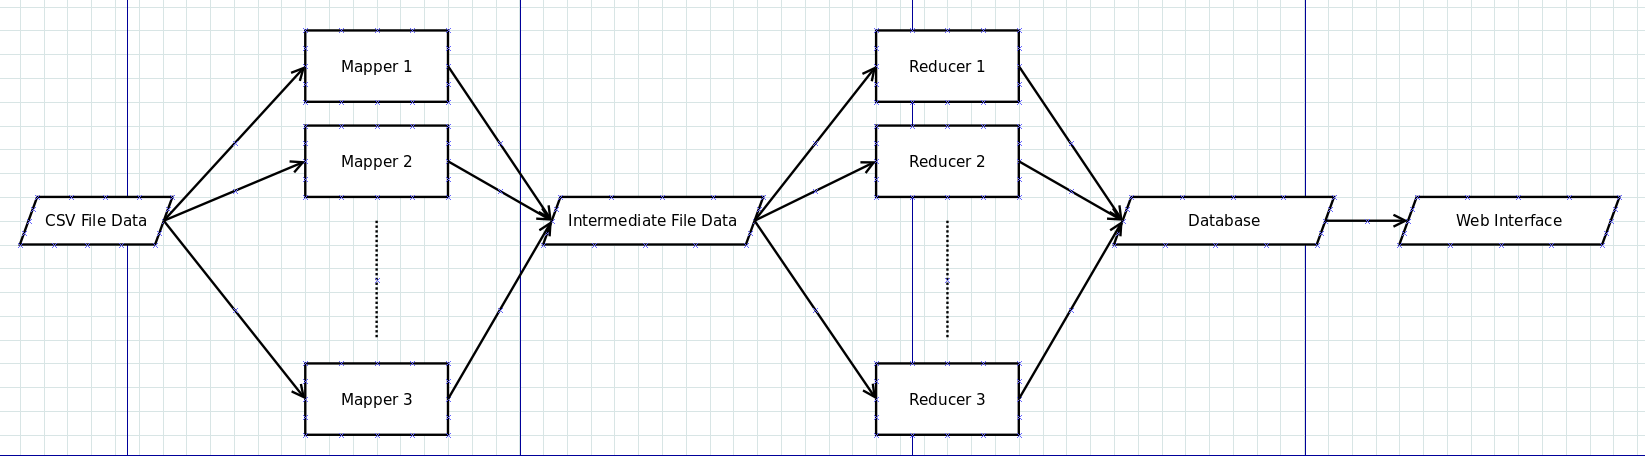 Mapper 1
Reducer 1
Mapper 2
Reducer 2
CSV File Data
Intermediate File Data
Database
Web Interface
Mapper 3
Reducer 3